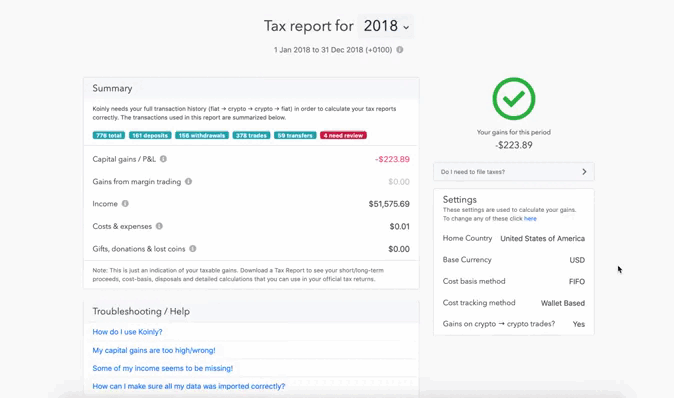 Tax report for 2018
1 Jan 2018 to 31 Dec 2018 (+0100)
Summary
Koinly needs your full transaction history (fiat → crypto → crypto → fiat) in order to calculate your tax reports
correctly. The transactions used in this report are summarized below.
776 total 161 deposits 158 withdrawals 378 trades 59 transfers 4 need review
Capital gains / P&L -$223.89
Gains from margin trading $0.00
Income $51,575.69
Costs & expenses $0.01
Gifts, donations & lost coins $0.00
Note: This is just an indication of your taxable gains. Download a Tax Report to see your short/long-term
proceeds, cost-basis, disposals and detailed calculations that you can use in your official tax returns.
Troubleshooting / Help
How do I use Koinly?
My capital gains are too high/wrong!
Some of my income seems to be missing!
How can I make sure all my data was imported correctly?
Your gains for this period
-$223.89
Do I need to file taxes?
Settings
These settings are used to calculate your gains.
To change any of these click here
Home Country United States of America
Base Currency USD
Cost basis method FIFO
Cost tracking method Wallet Based
Gains on crypto → crypto trades? Yes